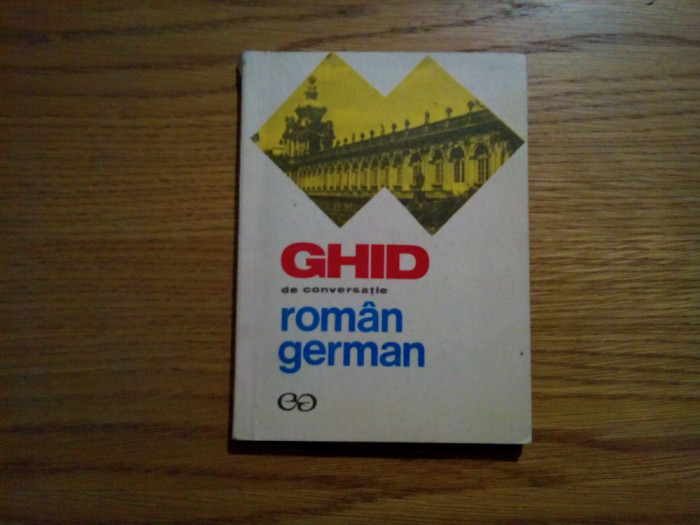 GHID
de conversație
român
german